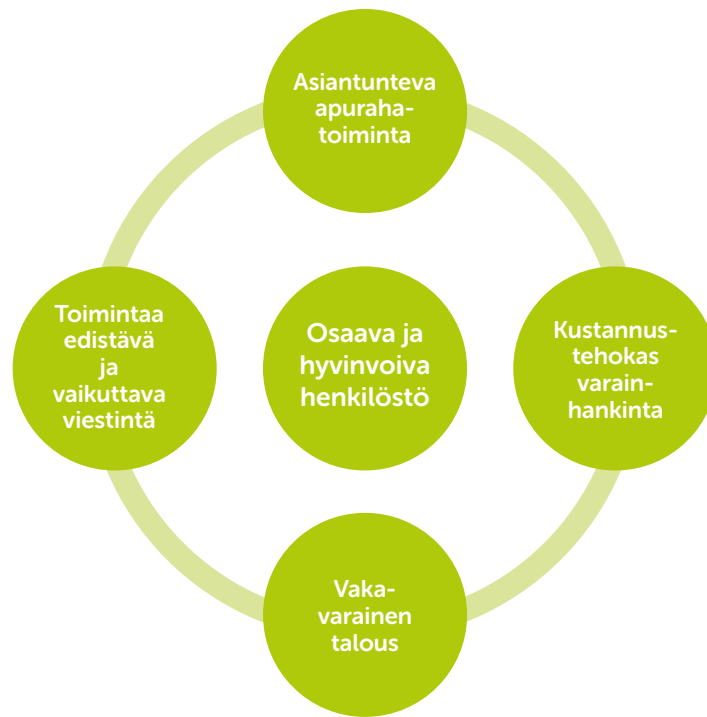 Asiantunteva
apuraha-
toiminta
Toimintaa
edistävä
ja
vaikuttava
viestintä
Osaava ja
hyvinvoiva
henkilöstö
Kustannus-
tehokas
varain-
hankinta
Vaka-
varainen
talous